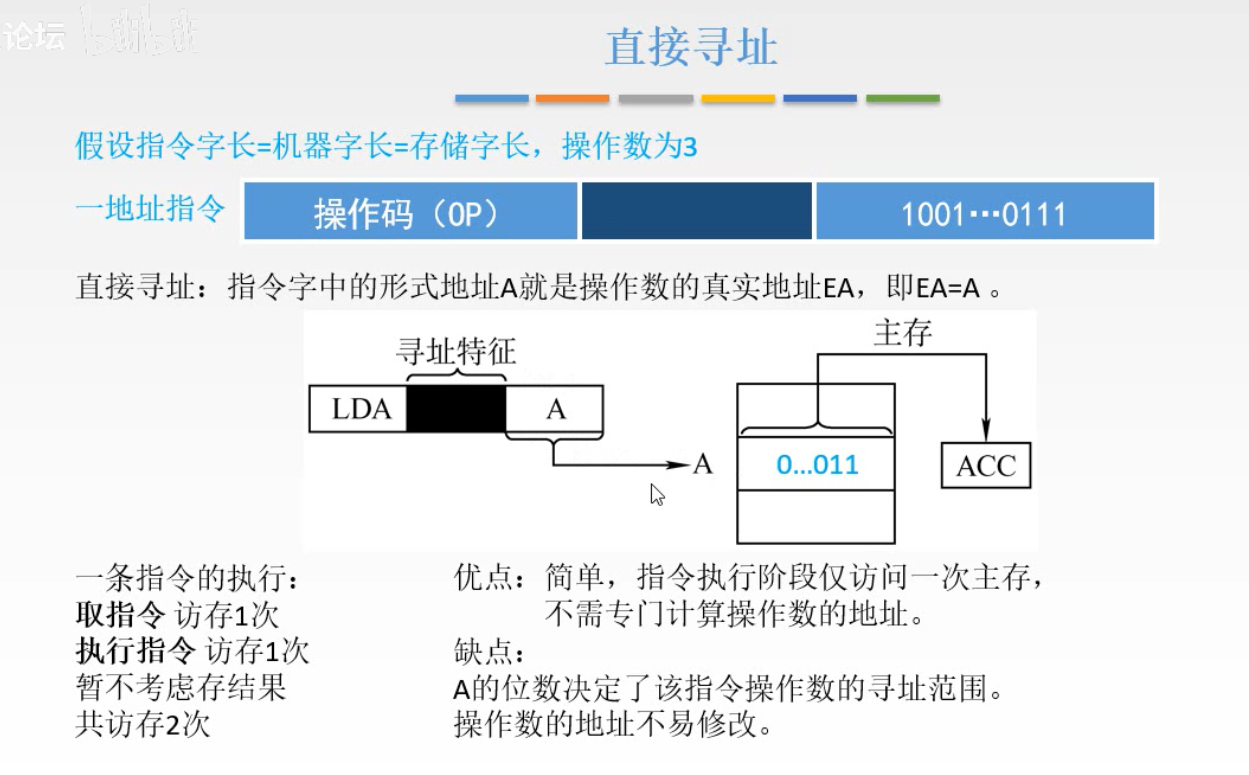 论坛 bilibili
直接寻址
假设指令字长=机器字长=存储字长，操作数为3
一地址指令 操作码（OP） 1001…0111
直接寻址：指令字中的形式地址A就是操作数的真实地址EA，即EA=A 。
主存
寻址特征
LDA A
A 0...011 ACC
一条指令的执行：
取指令 访存1次
执行指令 访存1次
暂不考虑存结果
共访存2次
优点：简单，指令执行阶段仅访问一次主存，
不需专门计算操作数的地址。
缺点：
A的位数决定了该指令操作数的寻址范围。
操作数的地址不易修改。